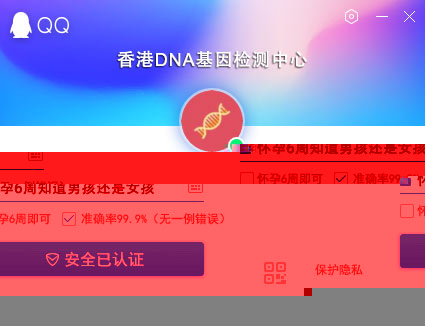 QQ
香港DNA基因检测中心
怀孕6周知道男孩还是女孩
怀孕6周即可 准确率99
孕6周知道男孩还是女孩
孕6周即可 准确率99.9%（无一例错误）
安全已认证
保护隐私